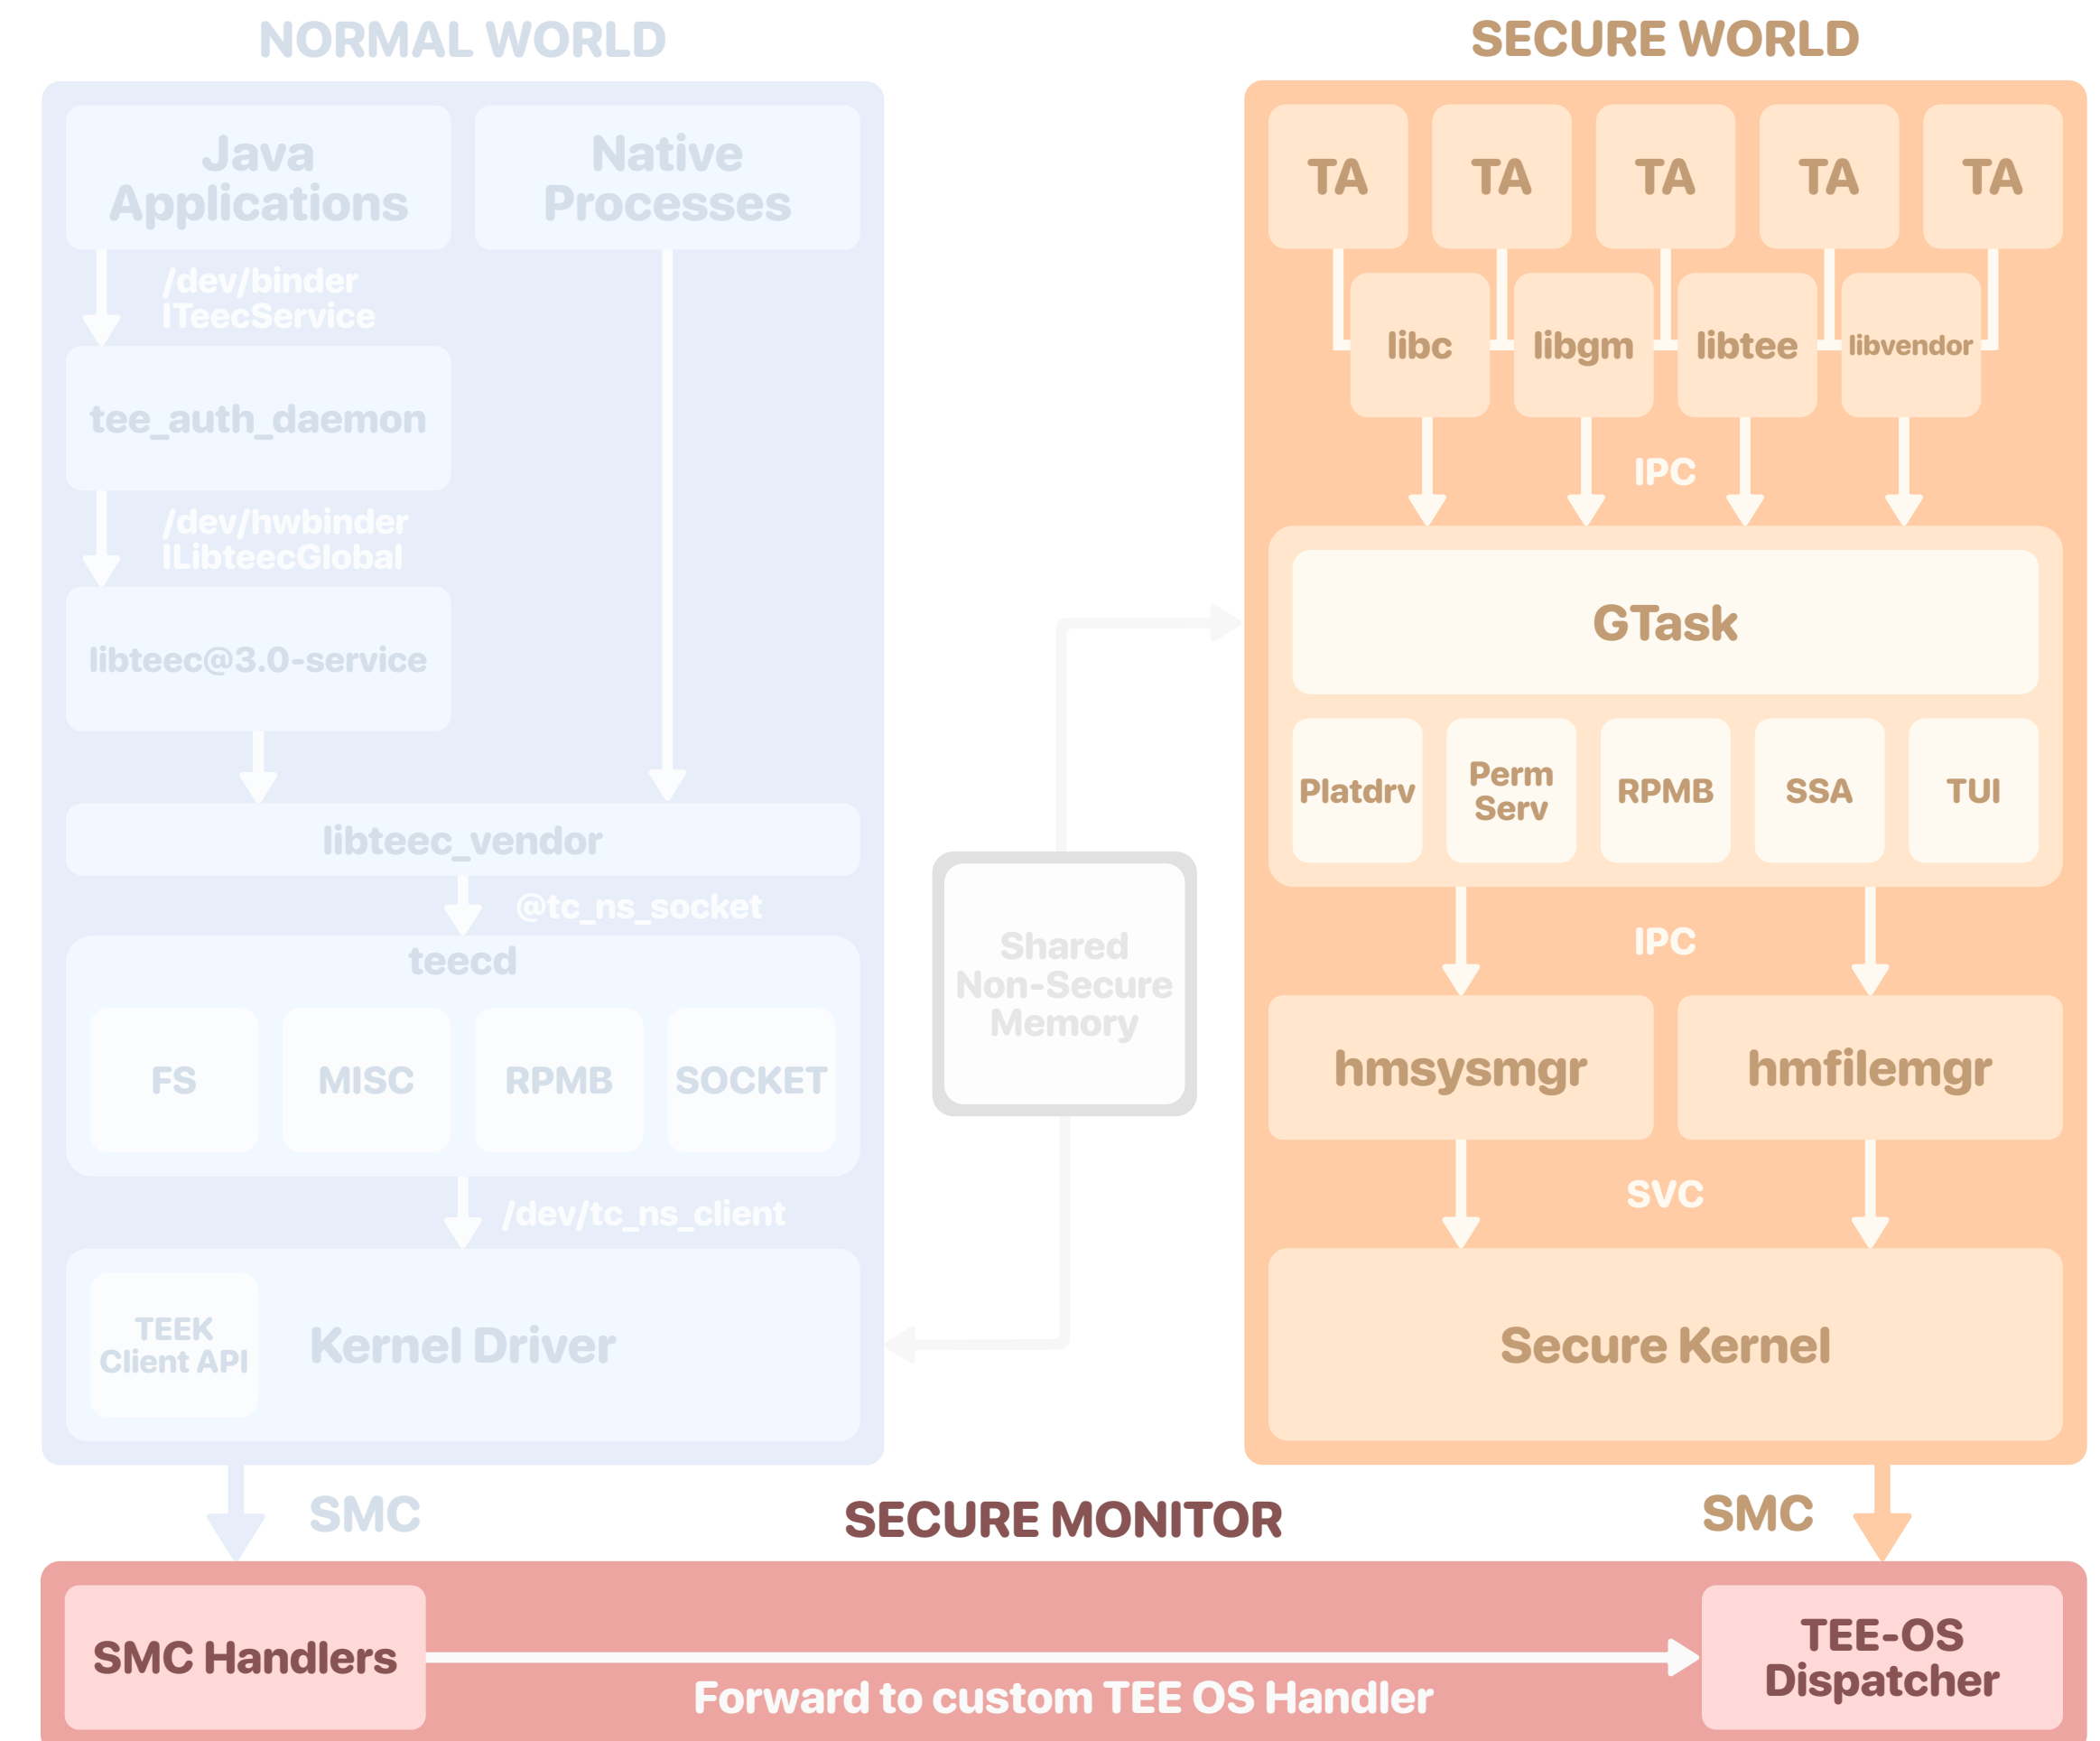 NORMAL WORLD
Java
Applications
Native
Processes
/dev/binder
ITeecService
tee_auth_daemon
/dev/hwbinder
ILibteecGlobal
libteec@3.0-service
libteec_vendor
@tc_ns_socket
teecd
FS
MISC
RPMB
SOCKET
/dev/tc_ns_client
TEEK
Client API
Kernel Driver
SMC
Shared
Non-Secure
Memory
SECURE WORLD
TA
TA
TA
TA
TA
libc
libgm
libtee
libvendor
IPC
GTask
Platdrv
Perm
Serv
RPMB
SSA
TUI
IPC
hmsysmgr
hmfilemgr
SVC
Secure Kernel
SMC
SECURE MONITOR
SMC Handlers
Forward to custom TEE OS Handler
TEE-OS
Dispatcher